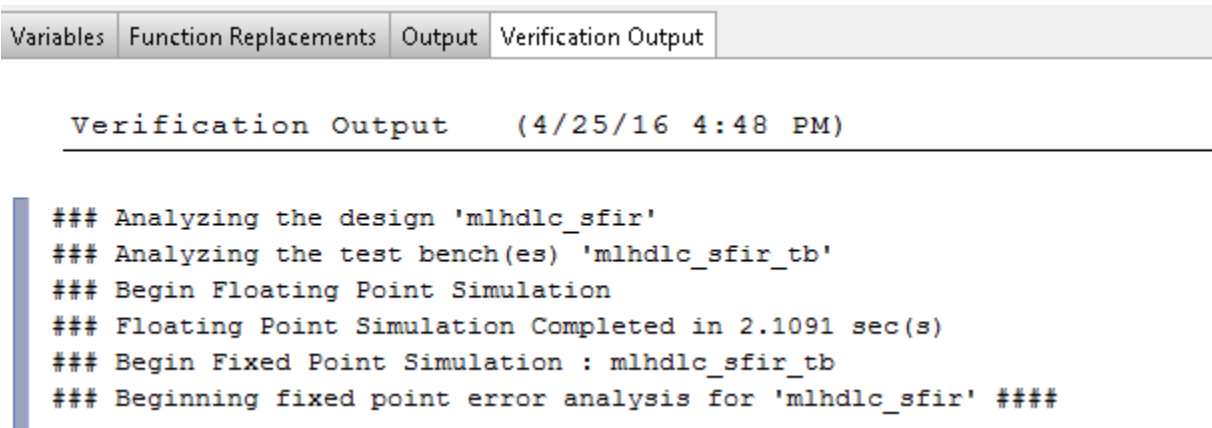 Variables Function Replacements Output Verification Output
Verification Output (4/25/16 4:48 PM)
### Analyzing the design 'mlhdlc_sfir'
### Analyzing the test bench(es) 'mlhdlc_sfir_tb'
### Begin Floating Point Simulation
### Floating Point Simulation Completed in 2.1091 sec(s)
### Begin Fixed Point Simulation : mlhdlc_sfir_tb
### Beginning fixed point error analysis for 'mlhdlc_sfir' ####